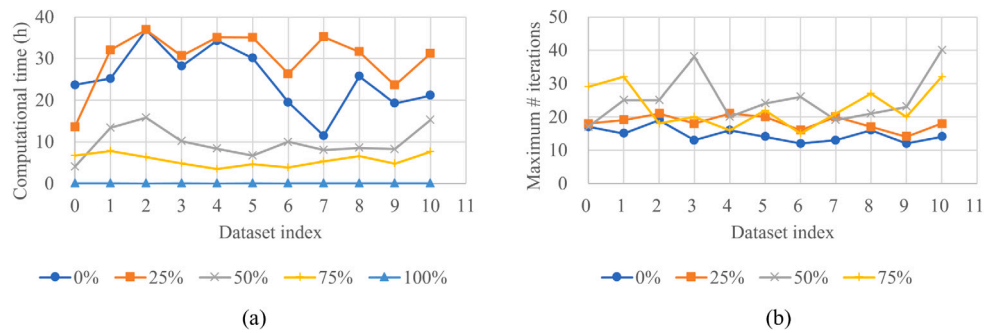 Computational time (h)
40
30
20
10
0
0 1 2 3 4 5 6 7 8 9 10 11
Dataset index
0% 25% 50% 75% 100%
(a)
Maximum # iterations
50
40
30
20
10
0
0 1 2 3 4 5 6 7 8 9 10 11
Dataset index
0% 25% 50% 75%
(b)